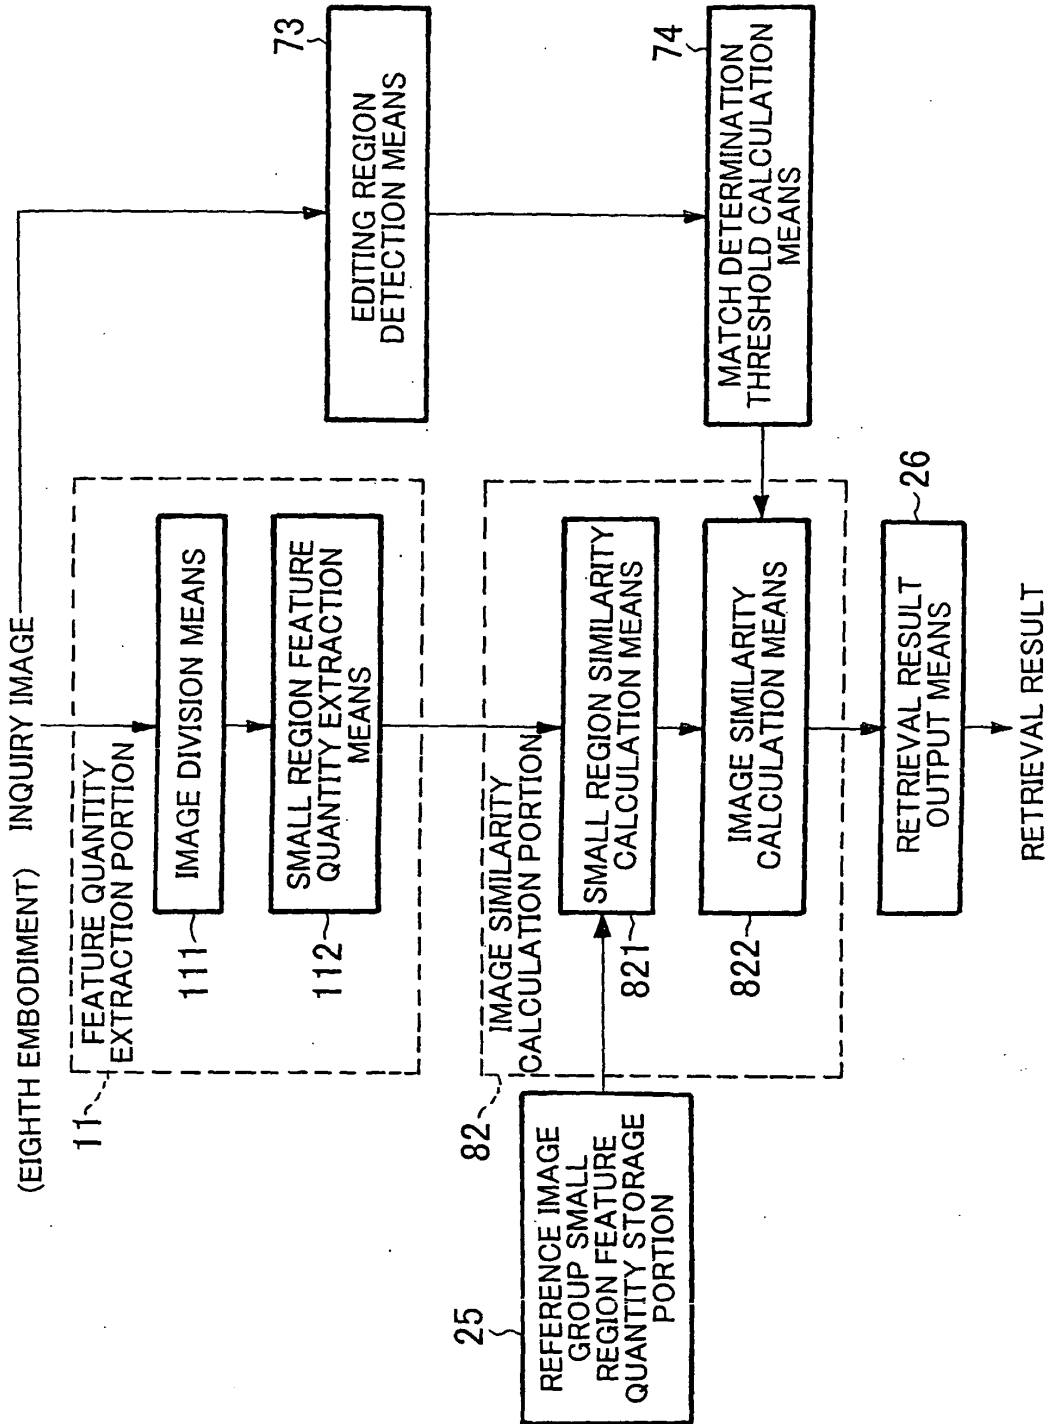 (EIGHTH EMBODIMENT)
INQUIRY IMAGE
FEATURE QUANTITY
EXTRACTION PORTION
11
IMAGE DIVISION MEANS
111
SMALL REGION FEATURE
QUANTITY EXTRACTION
MEANS
112
73
EDITING REGION
DETECTION MEANS
25
REFERENCE IMAGE
GROUP SMALL
REGION FEATURE
QUANTITY STORAGE
PORTION
82
IMAGE SIMILARITY
CALCULATION PORTION
SMALL REGION SIMILARITY
CALCULATION MEANS
821
IMAGE SIMILARITY
CALCULATION MEANS
822
74
MATCH DETERMINATION
THRESHOLD CALCULATION
MEANS
26
RETRIEVAL RESULT
OUTPUT MEANS
RETRIEVAL RESULT